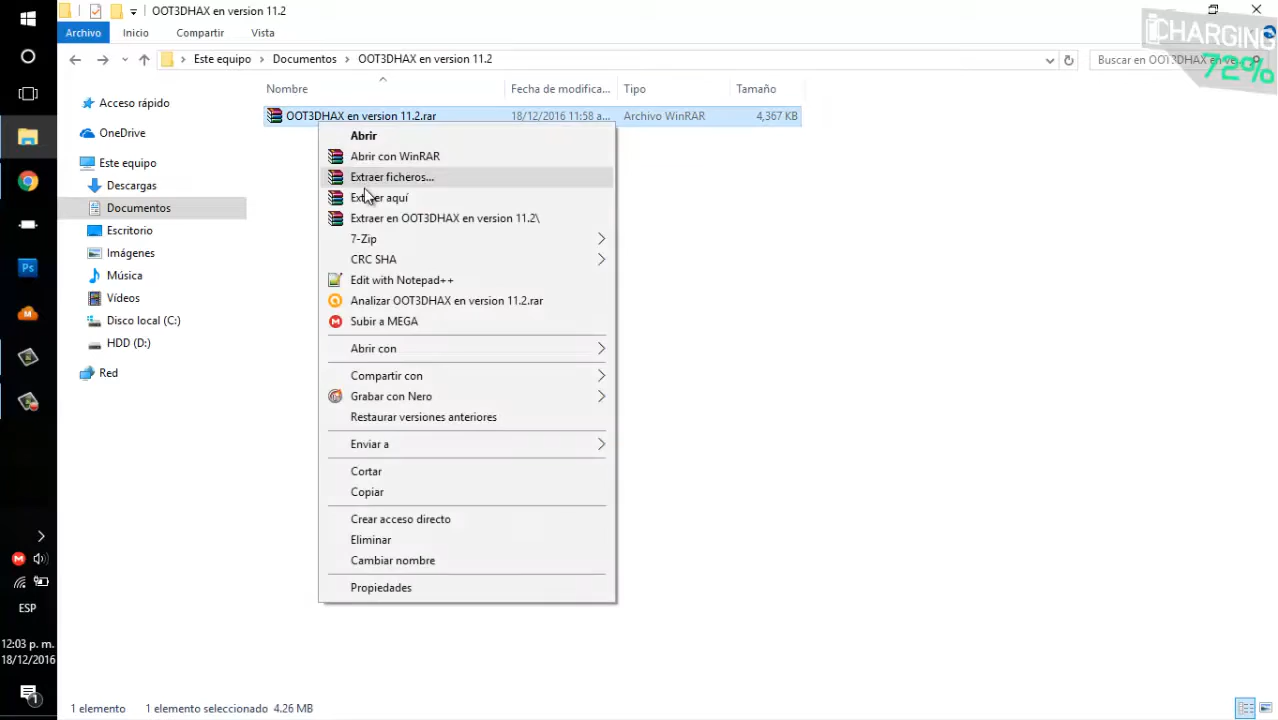 OOT3DHAX en version 11.2
Archivo
Inicio
Compartir
Vista
Este equipo
Documentos
OOT3DHAX en version 11.2
CHARGING
72%
Nombre
Fecha de modifica...
Tipo
Tamaño
OOT3DHAX en version 11.2.rar
18/12/2016 11:58 a...
Archivo WinRAR
4,367 KB
Acceso rápido
OneDrive
Este equipo
Descargas
Documentos
Escritorio
Imágenes
Música
Vídeos
Disco local (C:)
HDD (D:)
Red
Abrir
Abrir con WinRAR
Extraer ficheros...
Extraer aquí
Extraer en OOT3DHAX en version 11.2\
7-Zip
CRC SHA
Edit with Notepad++
Analizar OOT3DHAX en version 11.2.rar
Subir a MEGA
Abrir con
Compartir con
Grabar con Nero
Restaurar versiones anteriores
Enviar a
Cortar
Copiar
Crear acceso directo
Eliminar
Cambiar nombre
Propiedades
Ps
ESP
12:03 p. m.
18/12/2016
1
1 elemento
1 elemento seleccionado 4.26 MB
Buscar en OOT3DHAX en